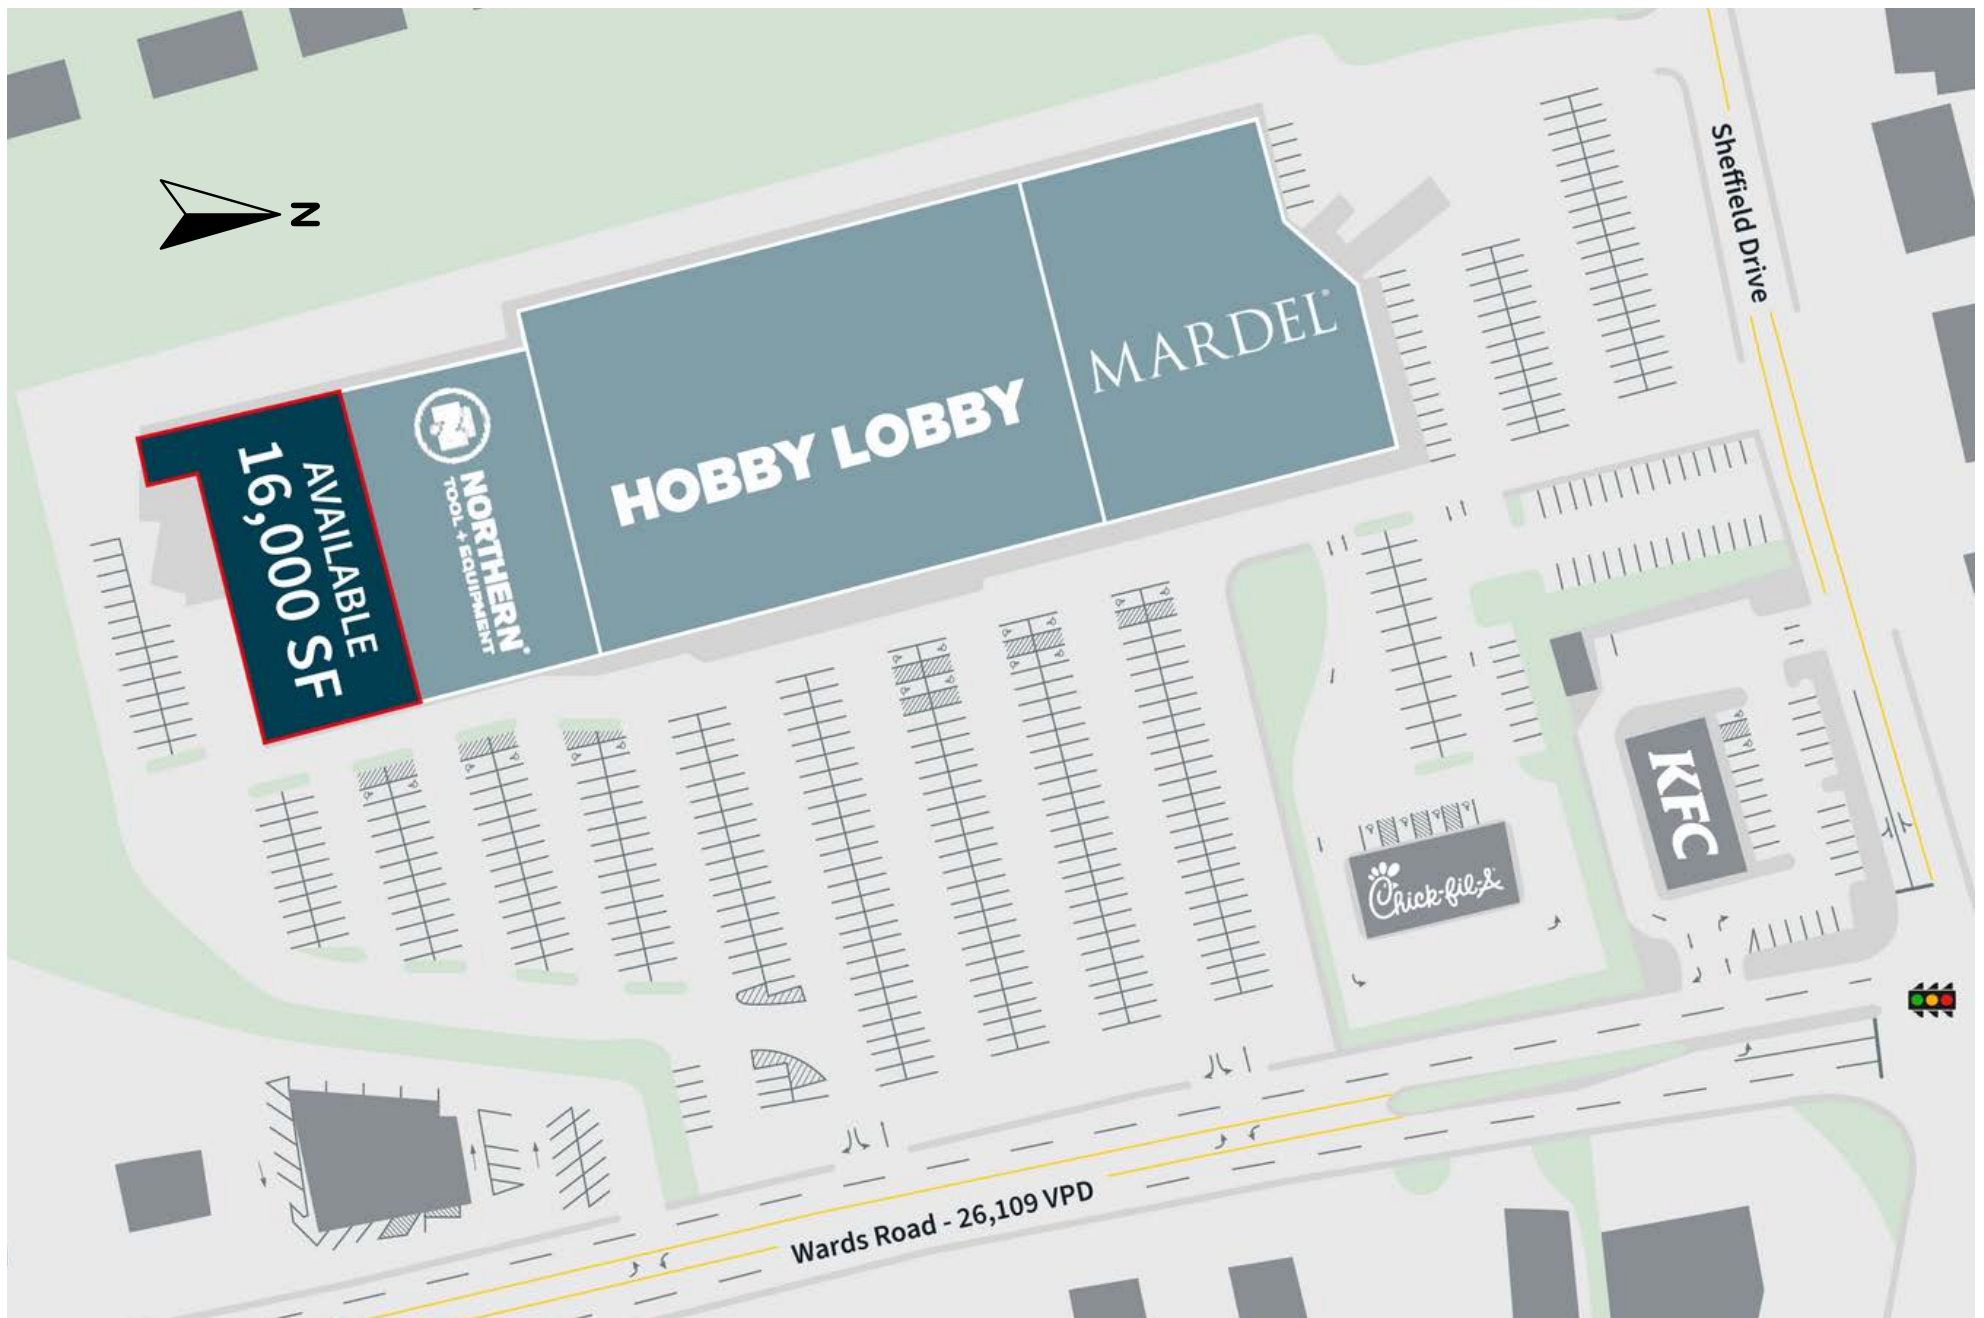 Sheffield Drive
N
MARDEL®
HOBBY LOBBY
N
NORTHERN®
TOOL + EQUIPMENT
AVAILABLE
16,000 SF
KFC
Chick-fil-A
Wards Road - 26,109 VPD